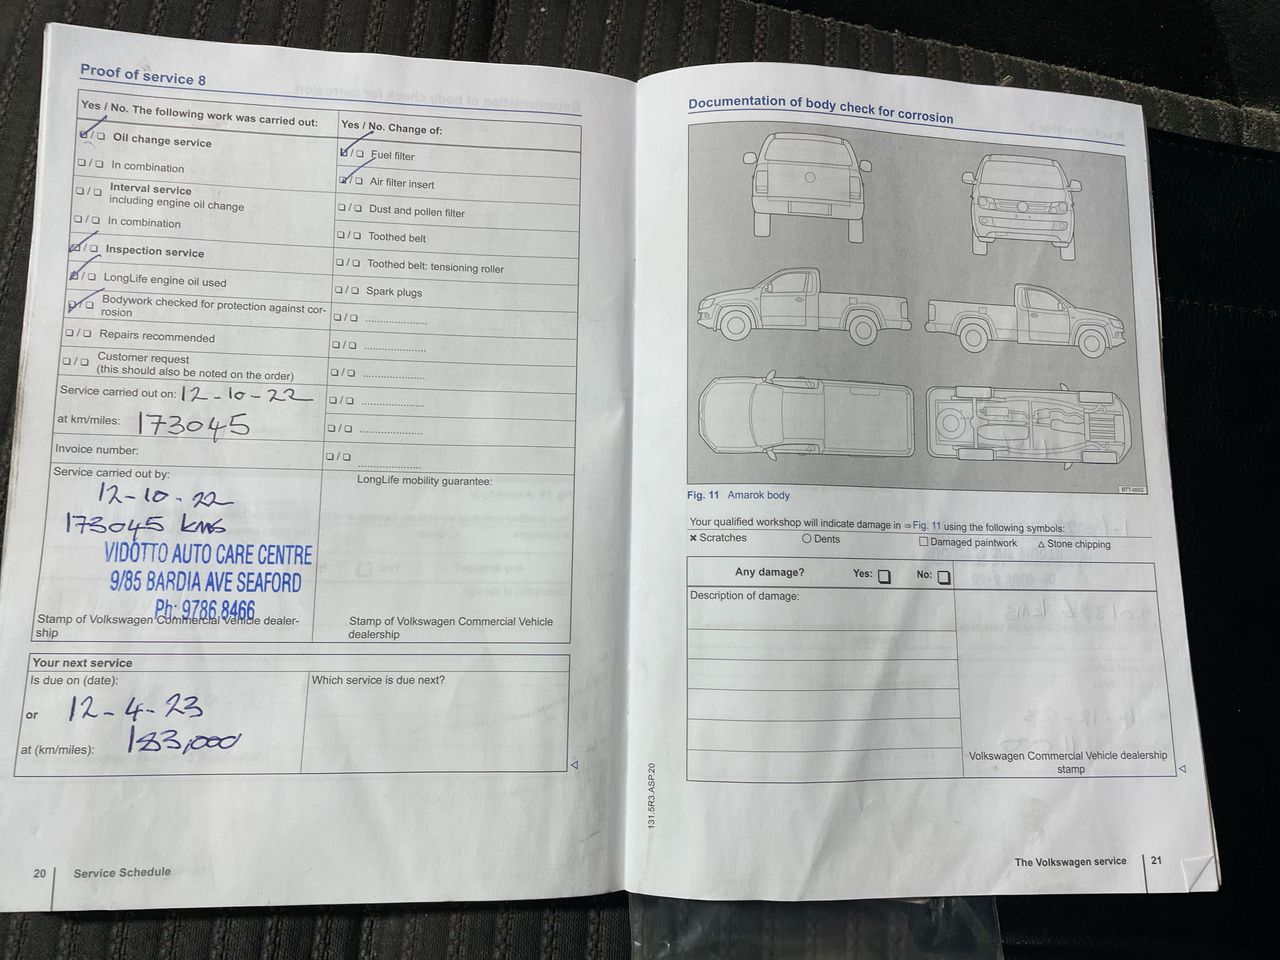 Proof of service 8
Yes / No. The following work was carried out:
Oil change service
In combination
Interval service
including engine oil change
In combination
Inspection service
LongLife engine oil used
Bodywork checked for protection against cor-
rosion
Repairs recommended
Customer request
(this should also be noted on the order)
Service carried out on: 12-10-22
at km/miles: 173045
Invoice number:
Yes / No. Change of:
Fuel filter
Air filter insert
Dust and pollen filter
Toothed belt
Toothed belt: tensioning roller
Spark plugs
Service carried out by:
12-10-22
173045 kms
VIDOTTO AUTO CARE CENTRE
9/85 BARDIA AVE SEAFORD
Ph: 9786 8466
Stamp of Volkswagen Commercial Vehicle dealer-
ship
LongLife mobility guarantee:
Stamp of Volkswagen Commercial Vehicle
dealership
Your next service
Is due on (date):
12-4-23
or
at (km/miles): 183,000
Which service is due next?
20 Service Schedule
Documentation of body check for corrosion
BTT-0502
Fig. 11 Amarok body
Your qualified workshop will indicate damage in ⇒ Fig. 11 using the following symbols:
× Scratches ○ Dents □ Damaged paintwork △ Stone chipping
Any damage? Yes: No:
Description of damage:
Volkswagen Commercial Vehicle dealership
stamp
131.5R3.ASP.20
The Volkswagen service 21